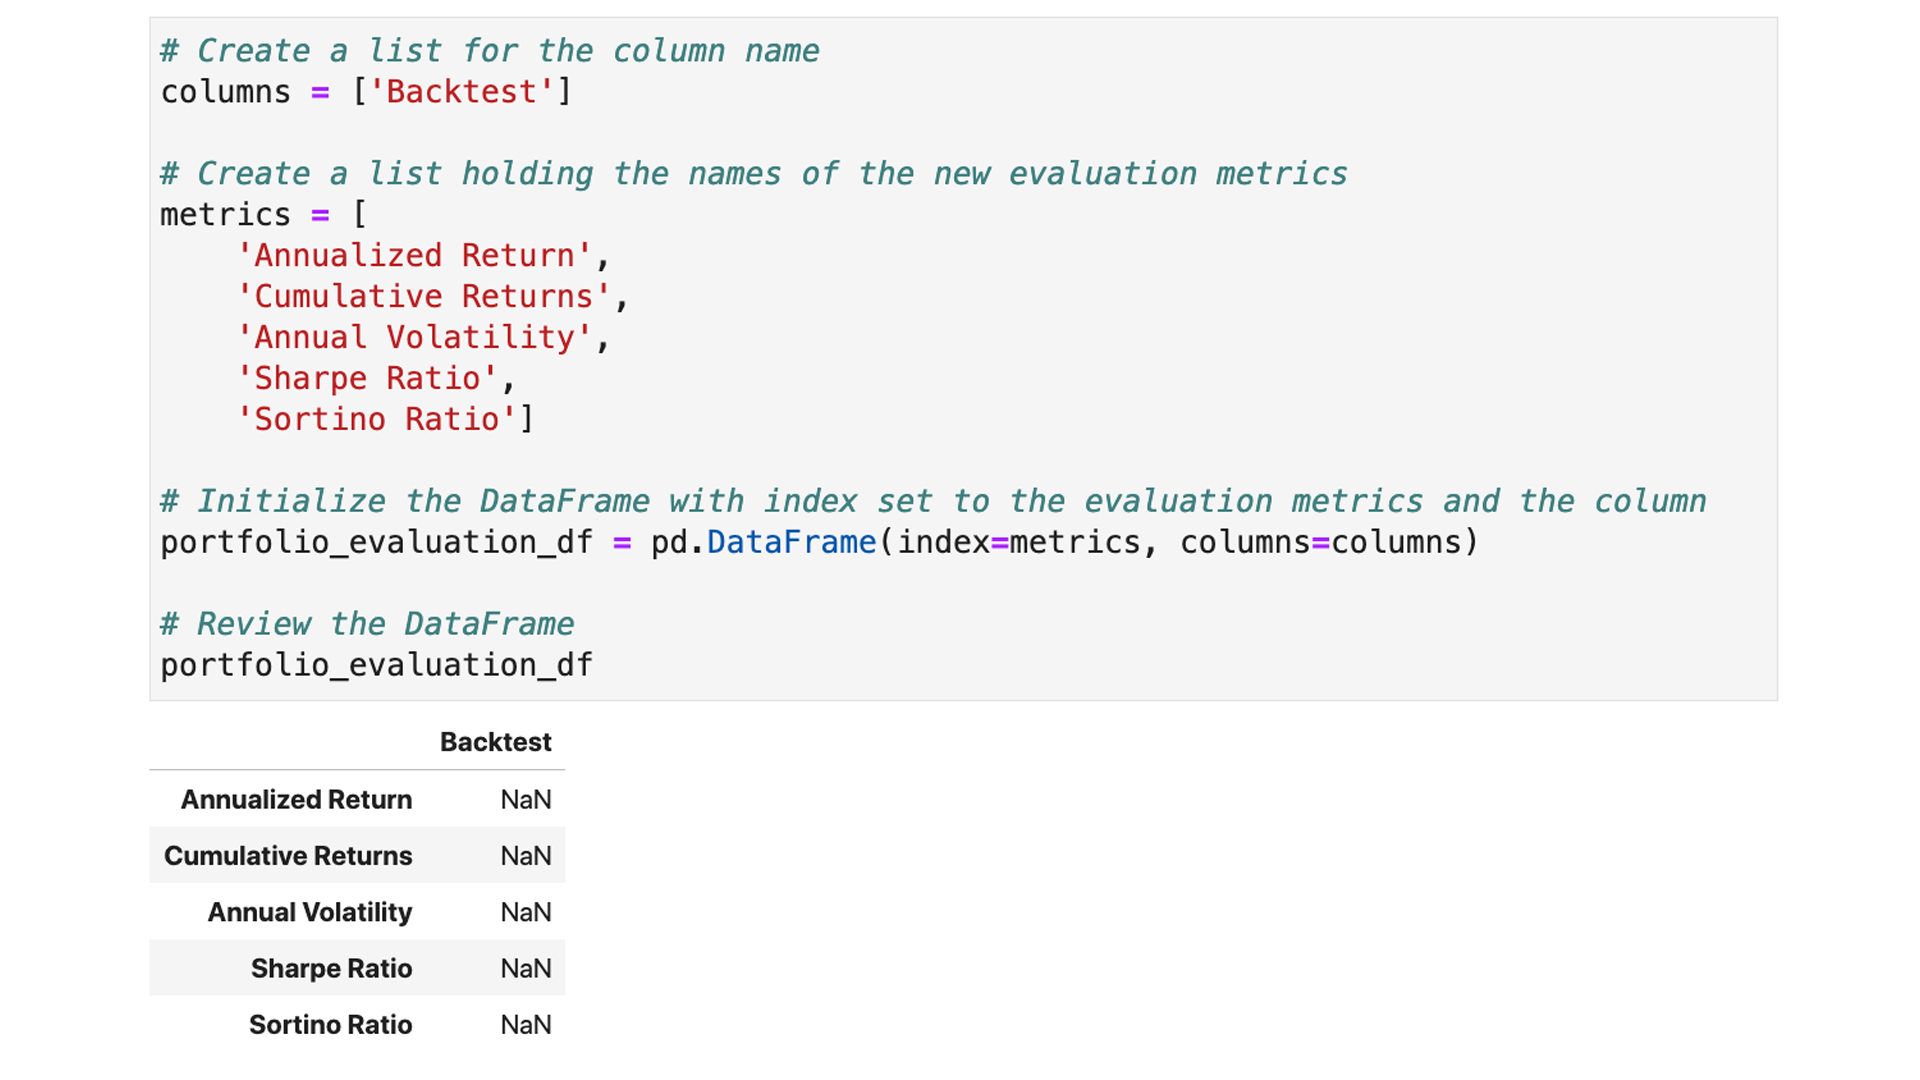 # Create a list for the column name
columns = ['Backtest']
# Create a list holding the names of the new evaluation metrics
metrics = [
    'Annualized Return',
    'Cumulative Returns',
    'Annual Volatility',
    'Sharpe Ratio',
    'Sortino Ratio']
# Initialize the DataFrame with index set to the evaluation metrics and the column
portfolio_evaluation_df = pd.DataFrame(index=metrics, columns=columns)
# Review the DataFrame
portfolio_evaluation_df
Backtest
Annualized Return NaN
Cumulative Returns NaN
Annual Volatility NaN
Sharpe Ratio NaN
Sortino Ratio NaN